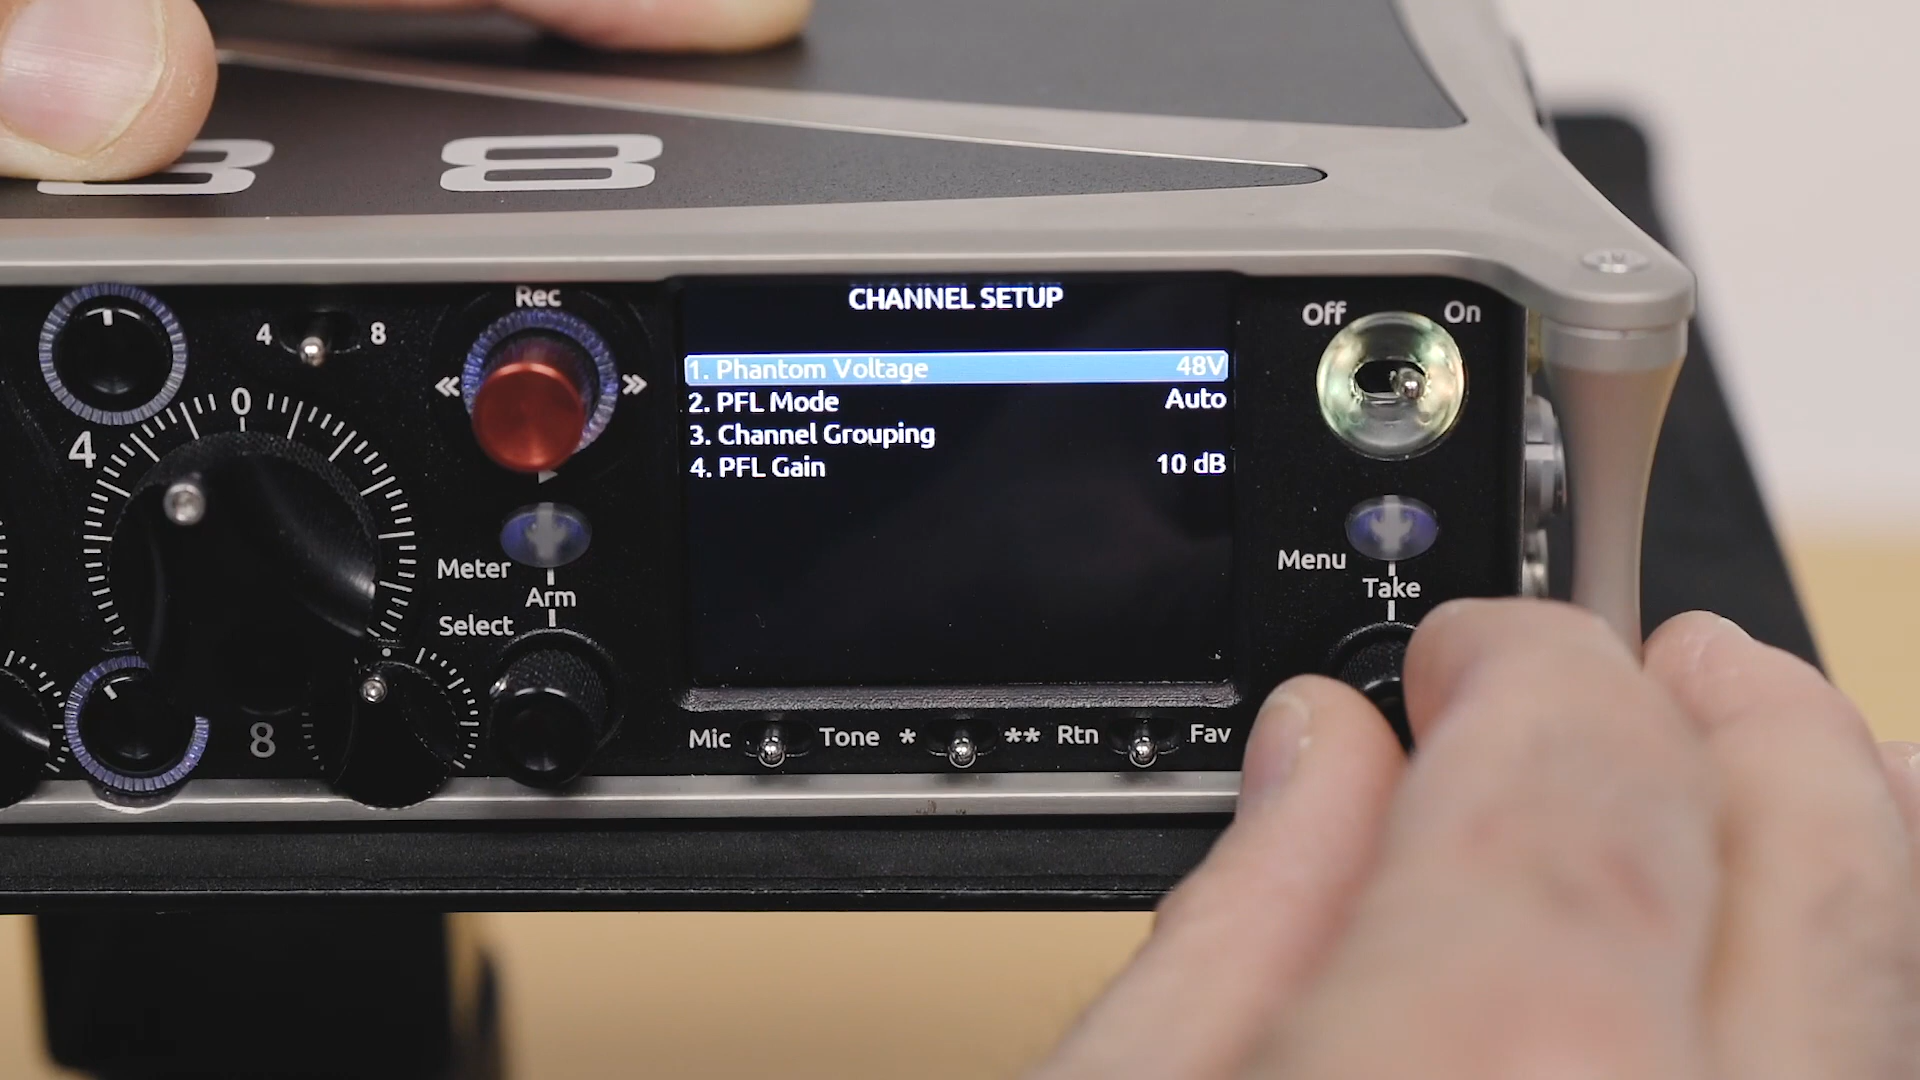 8
CHANNEL SETUP
Rec
Off On
4 8
1. Phantom Voltage 48V
2. PFL Mode Auto
3. Channel Grouping
4. PFL Gain 10 dB
0
4
« »
Meter
Arm
Select
Menu
Take
8
Mic Tone * ** Rtn Fav